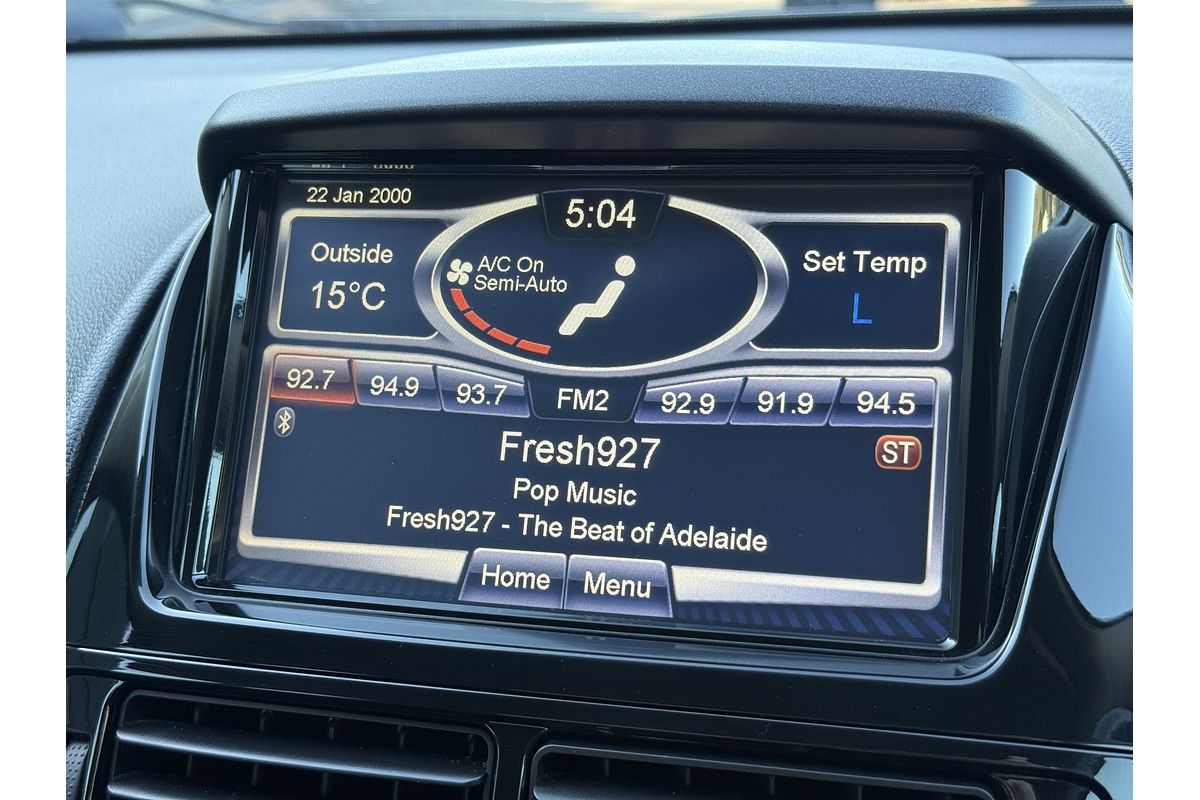 22 Jan 2000
5:04
Outside
15°C
A/C On
Semi-Auto
Set Temp
L
92.7 94.9 93.7 FM2 92.9 91.9 94.5
Fresh927
ST
Pop Music
Fresh927 - The Beat of Adelaide
Home Menu